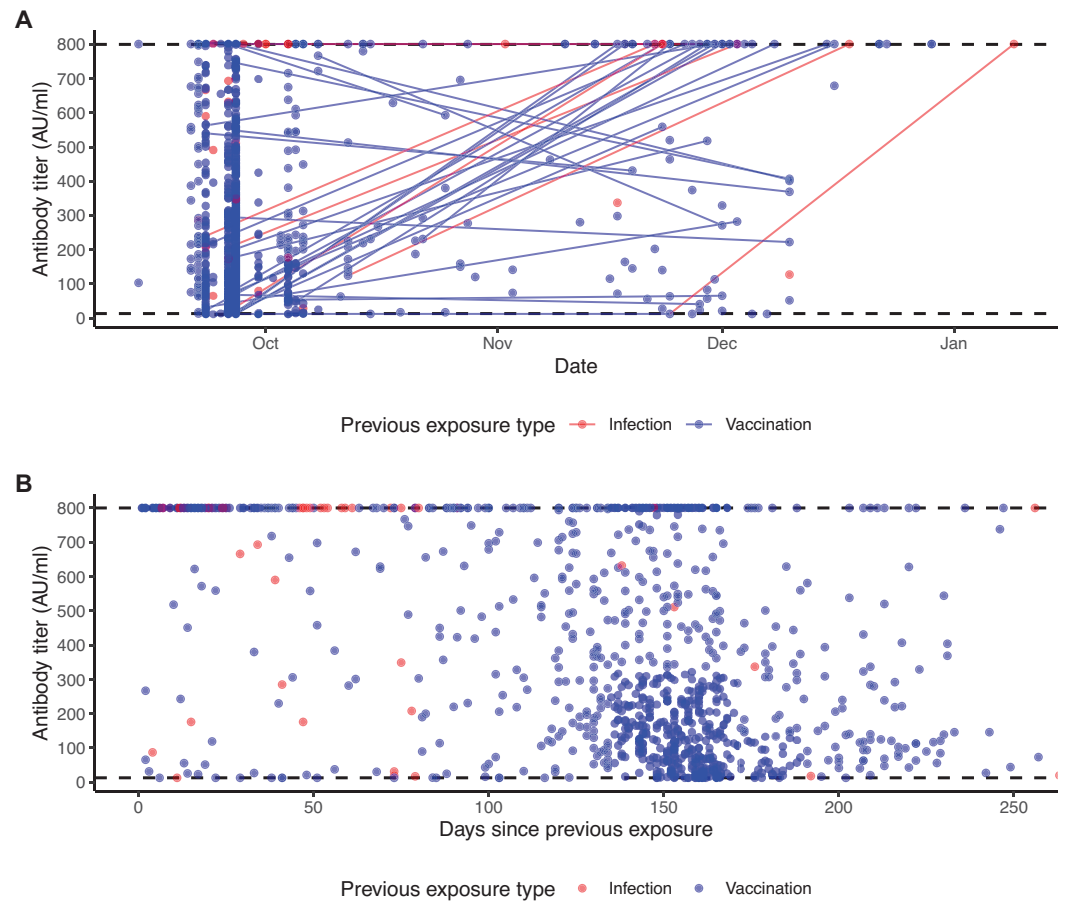 A
800
700
600
500
400
300
200
100
0
Antibody titer (AU/ml)
Oct Nov Dec Jan
Date
Previous exposure type Infection Vaccination
B
800
700
600
500
400
300
200
100
0
Antibody titer (AU/ml)
0 50 100 150 200 250
Days since previous exposure
Previous exposure type Infection Vaccination